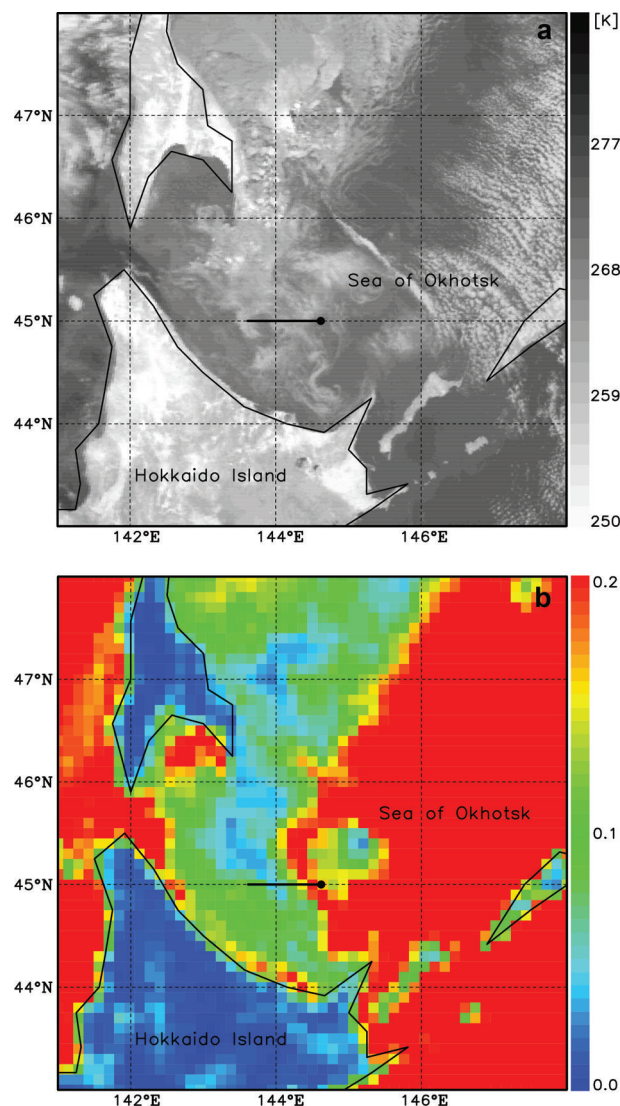 a
[K]
47°N
277
46°N
268
Sea of Okhotsk
45°N
259
44°N
Hokkaido Island
250
142°E
144°E
146°E
b
0.2
47°N
46°N
Sea of Okhotsk
0.1
45°N
44°N
Hokkaido Island
0.0
142°E
144°E
146°E